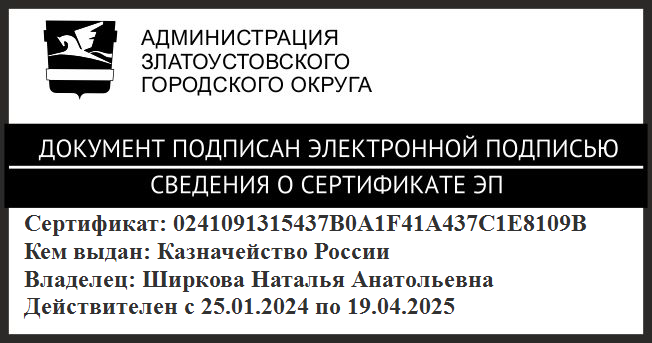 АДМИНИСТРАЦИЯ
ЗЛАТОУСТОВСКОГО
ГОРОДСКОГО ОКРУГА
ДОКУМЕНТ ПОДПИСАН ЭЛЕКТРОННОЙ ПОДПИСЬЮ
СВЕДЕНИЯ О СЕРТИФИКАТЕ ЭП
Сертификат: 0241091315437B0A1F41A437C1E8109B
Кем выдан: Казначейство России
Владелец: Ширкова Наталья Анатольевна
Действителен с 25.01.2024 по 19.04.2025